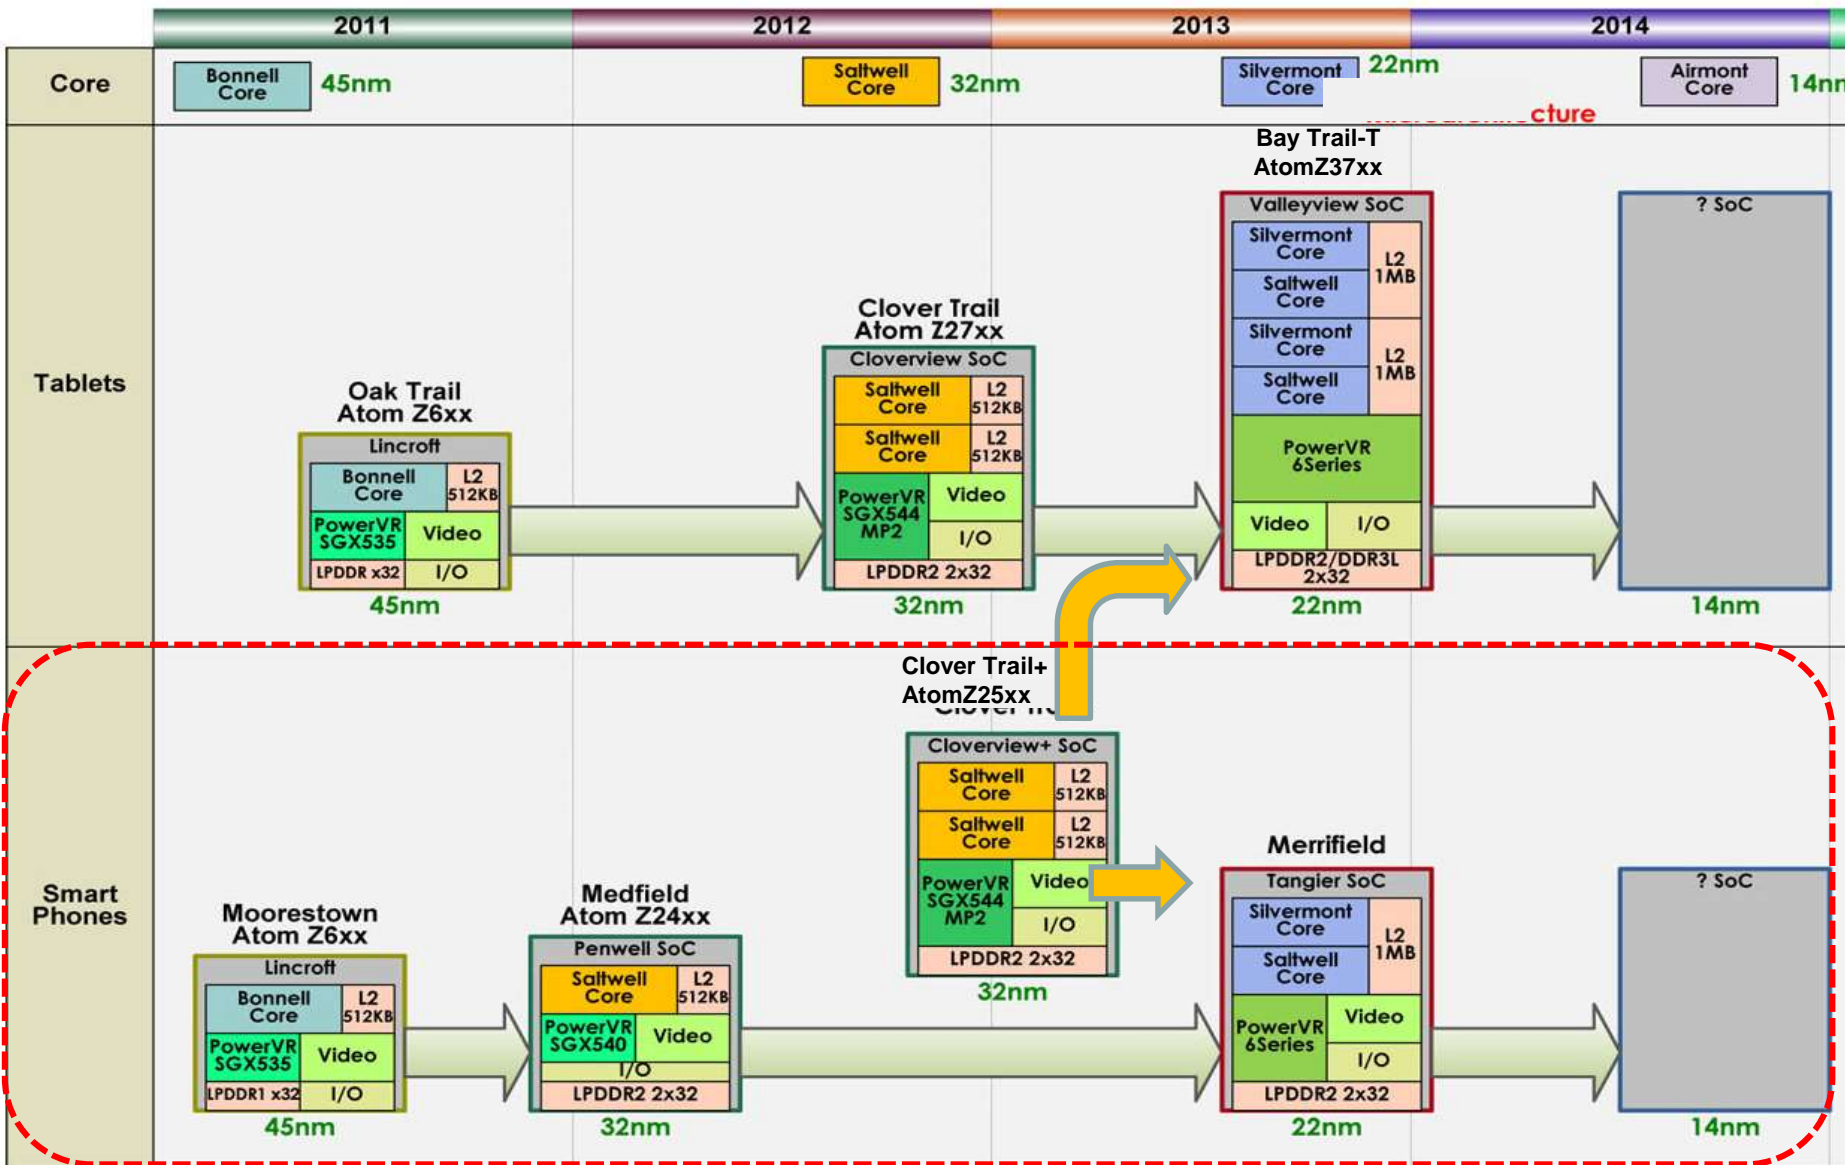 2011
2012
2013
2014
Core
Bonnell
Core
45nm
Saltwell
Core
32nm
Silvermont
Core
22nm
cture
Airmont
Core
Tablets
Oak Trail
Atom Z6xx
Lincroft
Bonnell
Core
L2
512KB
PowerVR
SGX535
Video
LPDDR x32
I/O
45nm
Clover Trail
Atom Z27xx
Cloverview SoC
Saltwell
Core
L2
512KB
Saltwell
Core
L2
512KB
PowerVR
SGX544
MP2
Video
I/O
LPDDR2 2x32
32nm
Bay Trail-T
AtomZ37xx
Valleyview SoC
Silvermont
Core
Saltwell
Core
L2
1MB
Silvermont
Core
Saltwell
Core
L2
1MB
PowerVR
6Series
Video
I/O
LPDDR2/DDR3L
2x32
22nm
? SoC
14nm
Smart
Phones
Moorestown
Atom Z6xx
Lincroft
Bonnell
Core
L2
512KB
PowerVR
SGX535
Video
LPDDR1 x32
I/O
45nm
Medfield
Atom Z24xx
Penwell SoC
Saltwell
Core
L2
512KB
PowerVR
SGX540
Video
I/O
LPDDR2 2x32
32nm
Clover Trail+
AtomZ25xx
Cloverview+ SoC
Saltwell
Core
L2
512KB
Saltwell
Core
L2
512KB
PowerVR
SGX544
MP2
Video
I/O
LPDDR2 2x32
32nm
Merrifield
Tangier SoC
Silvermont
Core
Saltwell
Core
L2
1MB
PowerVR
6Series
Video
I/O
LPDDR2 2x32
22nm
? SoC
14nm